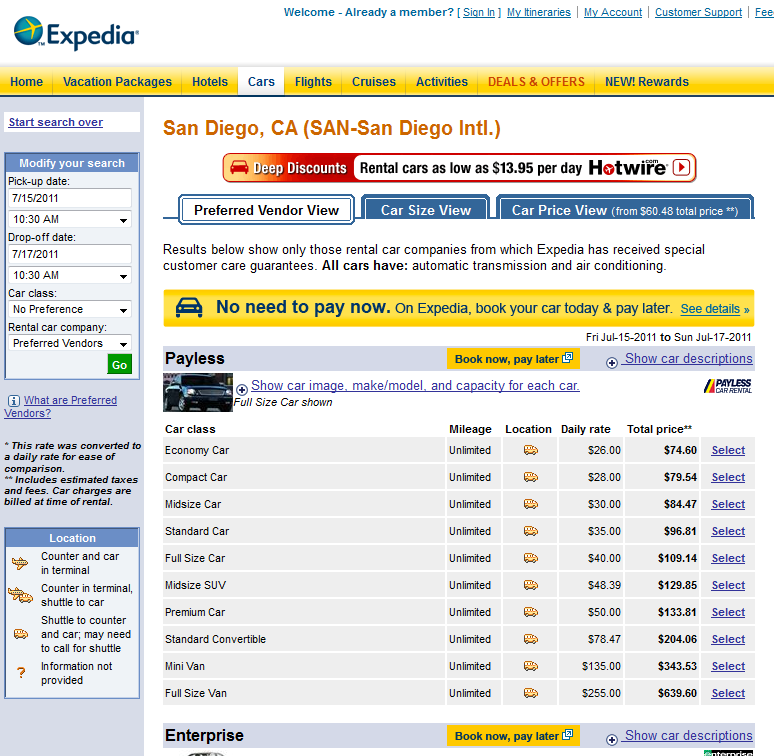 Welcome - Already a member? [ Sign In ] My Itineraries | My Account | Customer Support | Fee
Expedia®
TM
Home Vacation Packages Hotels Cars Flights Cruises Activities DEALS & OFFERS NEW! Rewards
Start search over
Modify your search
Pick-up date:
7/15/2011
10:30 AM
Drop-off date:
7/17/2011
10:30 AM
Car class:
No Preference
Rental car company:
Preferred Vendors
Go
What are Preferred
Vendors?
* This rate was converted to
a daily rate for ease of
comparison.
** Includes estimated taxes
and fees. Car charges are
billed at time of rental.
Location
Counter and car
in terminal
Counter in terminal,
shuttle to car
Shuttle to counter
and car; may need
to call for shuttle
? Information not
provided
San Diego, CA (SAN-San Diego Intl.)
Deep Discounts Rental cars as low as $13.95 per day Hotwire.com
Preferred Vendor View Car Size View Car Price View (from $60.48 total price **)
Results below show only those rental car companies from which Expedia has received special
customer care guarantees. All cars have: automatic transmission and air conditioning.
No need to pay now. On Expedia, book your car today & pay later. See details »
Fri Jul-15-2011 to Sun Jul-17-2011
Payless Book now, pay later Show car descriptions
Show car image, make/model, and capacity for each car.
Full Size Car shown
PAYLESS
CAR RENTAL
Car class Mileage Location Daily rate Total price**
Economy Car Unlimited $26.00 $74.60 Select
Compact Car Unlimited $28.00 $79.54 Select
Midsize Car Unlimited $30.00 $84.47 Select
Standard Car Unlimited $35.00 $96.81 Select
Full Size Car Unlimited $40.00 $109.14 Select
Midsize SUV Unlimited $48.39 $129.85 Select
Premium Car Unlimited $50.00 $133.81 Select
Standard Convertible Unlimited $78.47 $204.06 Select
Mini Van Unlimited $135.00 $343.53 Select
Full Size Van Unlimited $255.00 $639.60 Select
Enterprise Book now, pay later Show car descriptions
enterprise